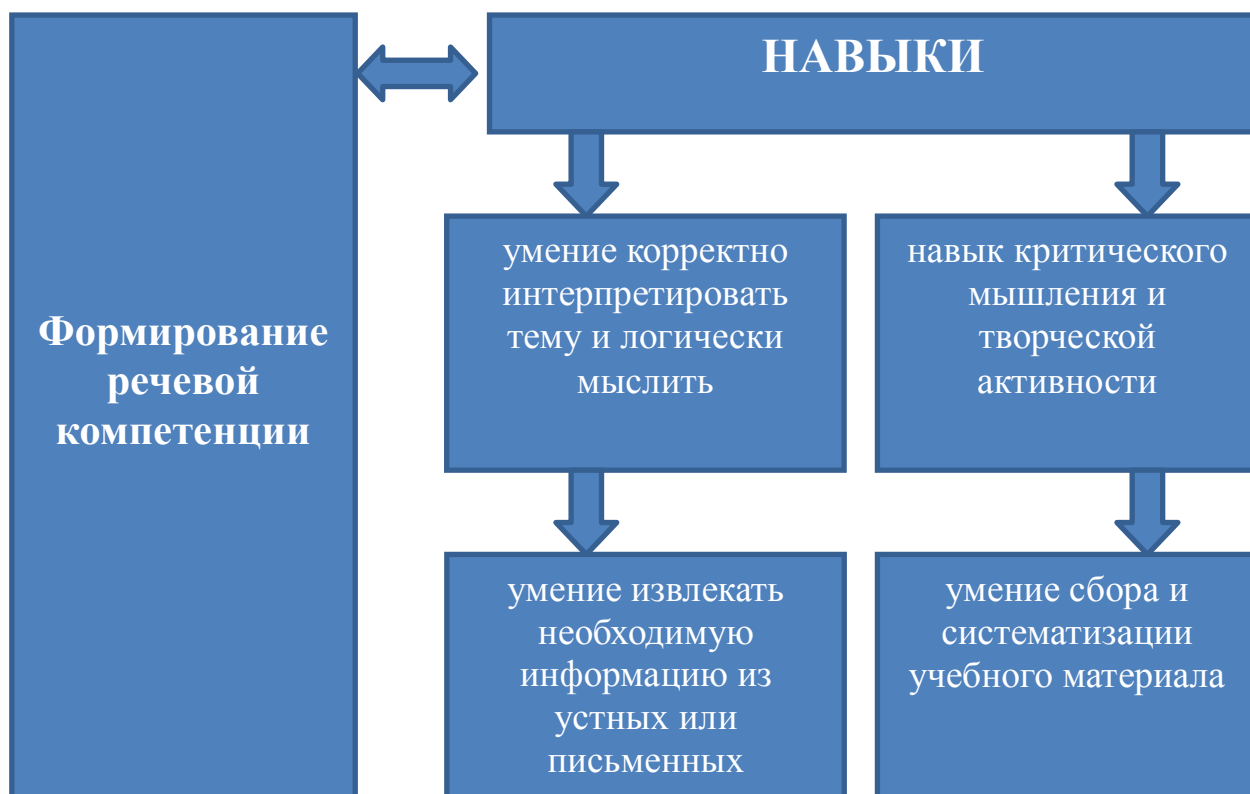 НАВЫКИ
Формирование
речевой
компетенции
умение корректно
интерпретировать
тему и логически
мыслить
навык критического
мышления и
творческой
активности
умение извлекать
необходимую
информацию из
устных или
письменных
умение сбора и
систематизации
учебного материала